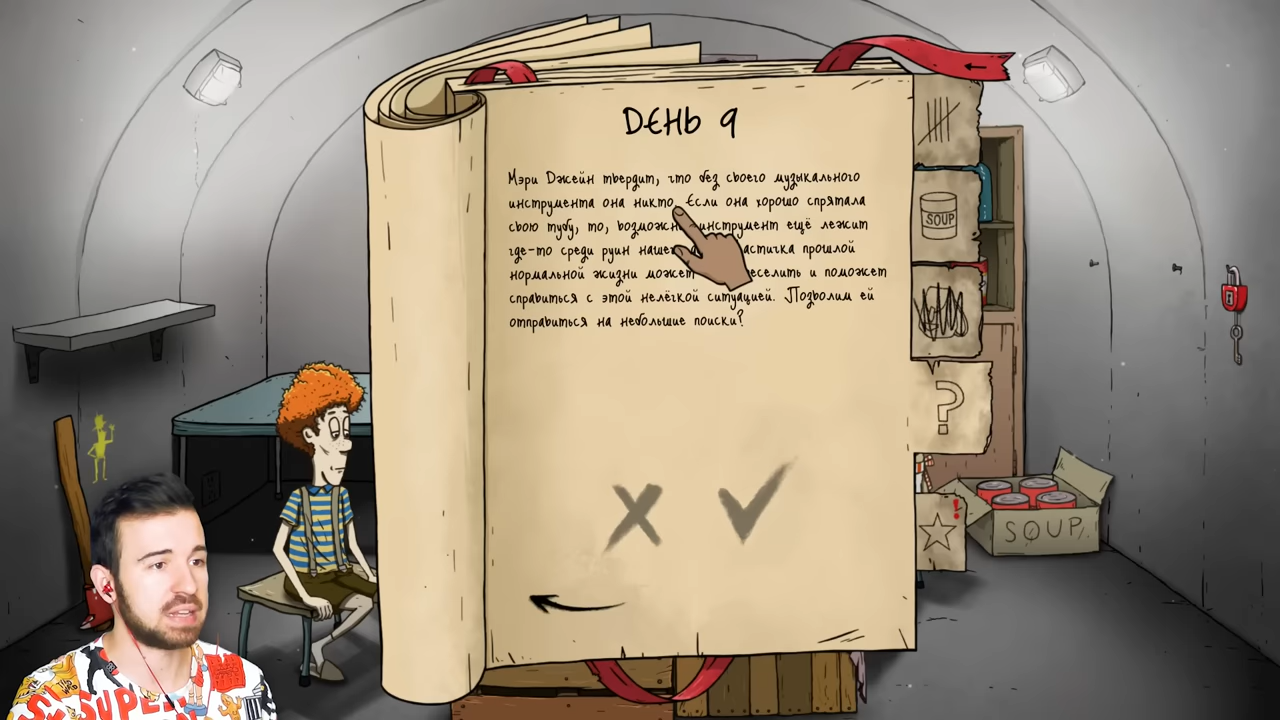 День 9
Мэри Джейн твердит, что без своего музыкального
инструмента она никто. Если она хорошо спрятала
свою тубу, то, возможно инструмент ещё лежит
где-то среди руин нашего частичка прошлой
нормальной жизни может развеселить и поможет
справиться с этой нелёгкой ситуацией. Позволим ей
отправиться на небольшие поиски?
SOUP
SOUP
SUPER